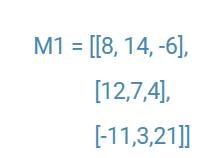 M1 = [[8, 14, -6],
[12,7,4],
[-11,3,21]]